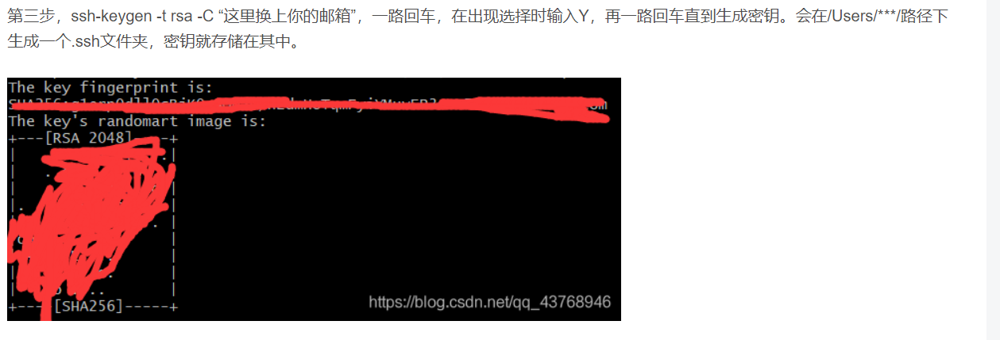 第三步，ssh-keygen -t rsa -C “这里换上你的邮箱”，一路回车，在出现选择时输入Y，再一路回车直到生成密钥。会在/Users/***/路径下
生成一个.ssh文件夹，密钥就存储在其中。
The key fingerprint is:
The key's randomart image is:
+---[RSA 2048]----+
+----[SHA256]-----+
https://blog.csdn.net/qq_43768946